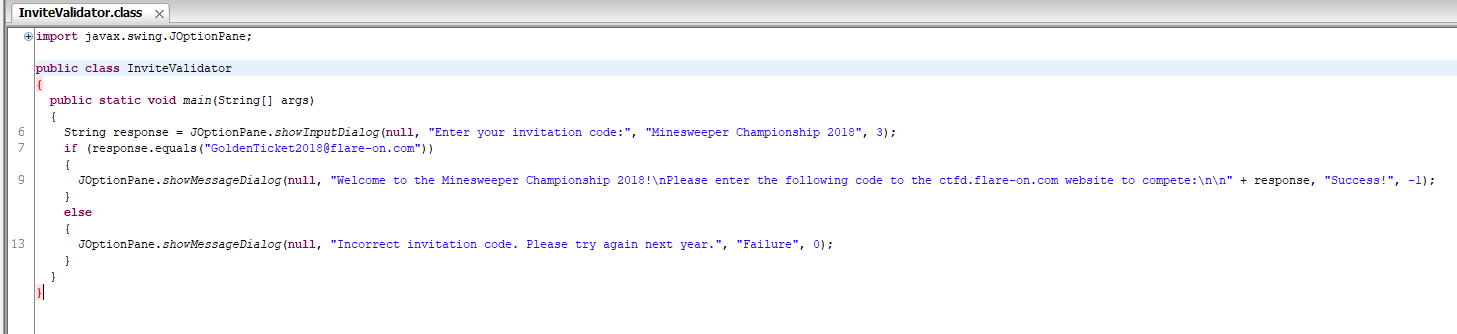 InviteValidator.class
import javax.swing.JOptionPane;
public class InviteValidator
{
public static void main(String[] args)
{
6 String response = JOptionPane.showInputDialog(null, "Enter your invitation code:", "Minesweeper Championship 2018", 3);
7 if (response.equals("GoldenTicket2018@flare-on.com"))
{
9 JOptionPane.showMessageDialog(null, "Welcome to the Minesweeper Championship 2018!\nPlease enter the following code to the ctfd.flare-on.com website to compete:\n\n" + response, "Success!", -1);
}
else
{
13 JOptionPane.showMessageDialog(null, "Incorrect invitation code. Please try again next year.", "Failure", 0);
}
}
}